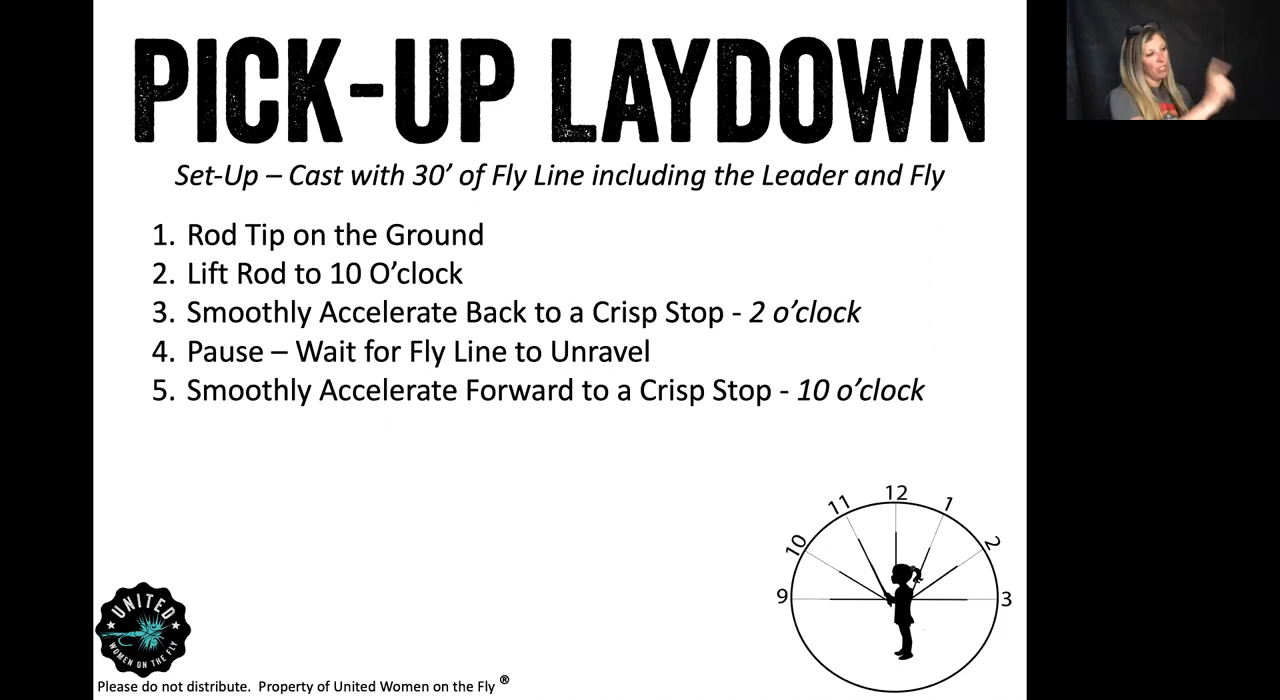 PICK-UP LAYDOWN
Set-Up – Cast with 30’ of Fly Line including the Leader and Fly
1. Rod Tip on the Ground
2. Lift Rod to 10 O’clock
3. Smoothly Accelerate Back to a Crisp Stop - 2 o’clock
4. Pause – Wait for Fly Line to Unravel
5. Smoothly Accelerate Forward to a Crisp Stop - 10 o’clock
9
10
11
12
1
2
3
UNITED
WOMEN ON THE FLY
Please do not distribute. Property of United Women on the Fly ®